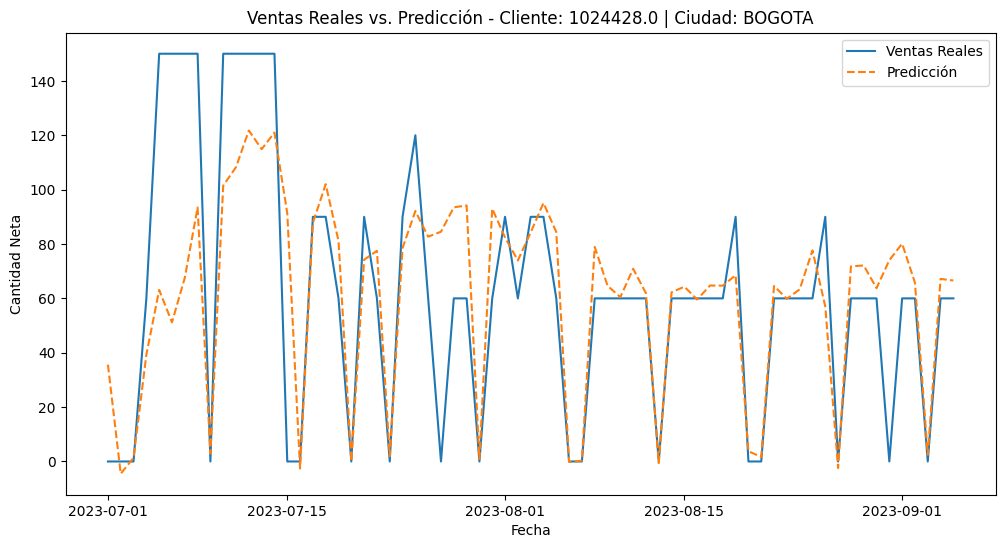 Ventas Reales vs. Predicción - Cliente: 1024428.0 | Ciudad: BOGOTA
Ventas Reales
Predicción
Cantidad Neta
140
120
100
80
60
40
20
0
2023-07-01
2023-07-15
2023-08-01
2023-08-15
2023-09-01
Fecha